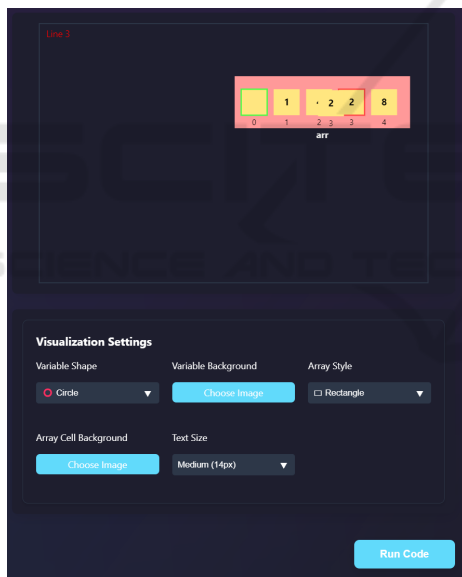 Line 3
1 2 2 8
0 1 2 3 3 4
arr
Visualization Settings
Variable Shape Variable Background Array Style
Circle Choose Image Rectangle
Array Cell Background Text Size
Choose Image Medium (14px)
Run Code